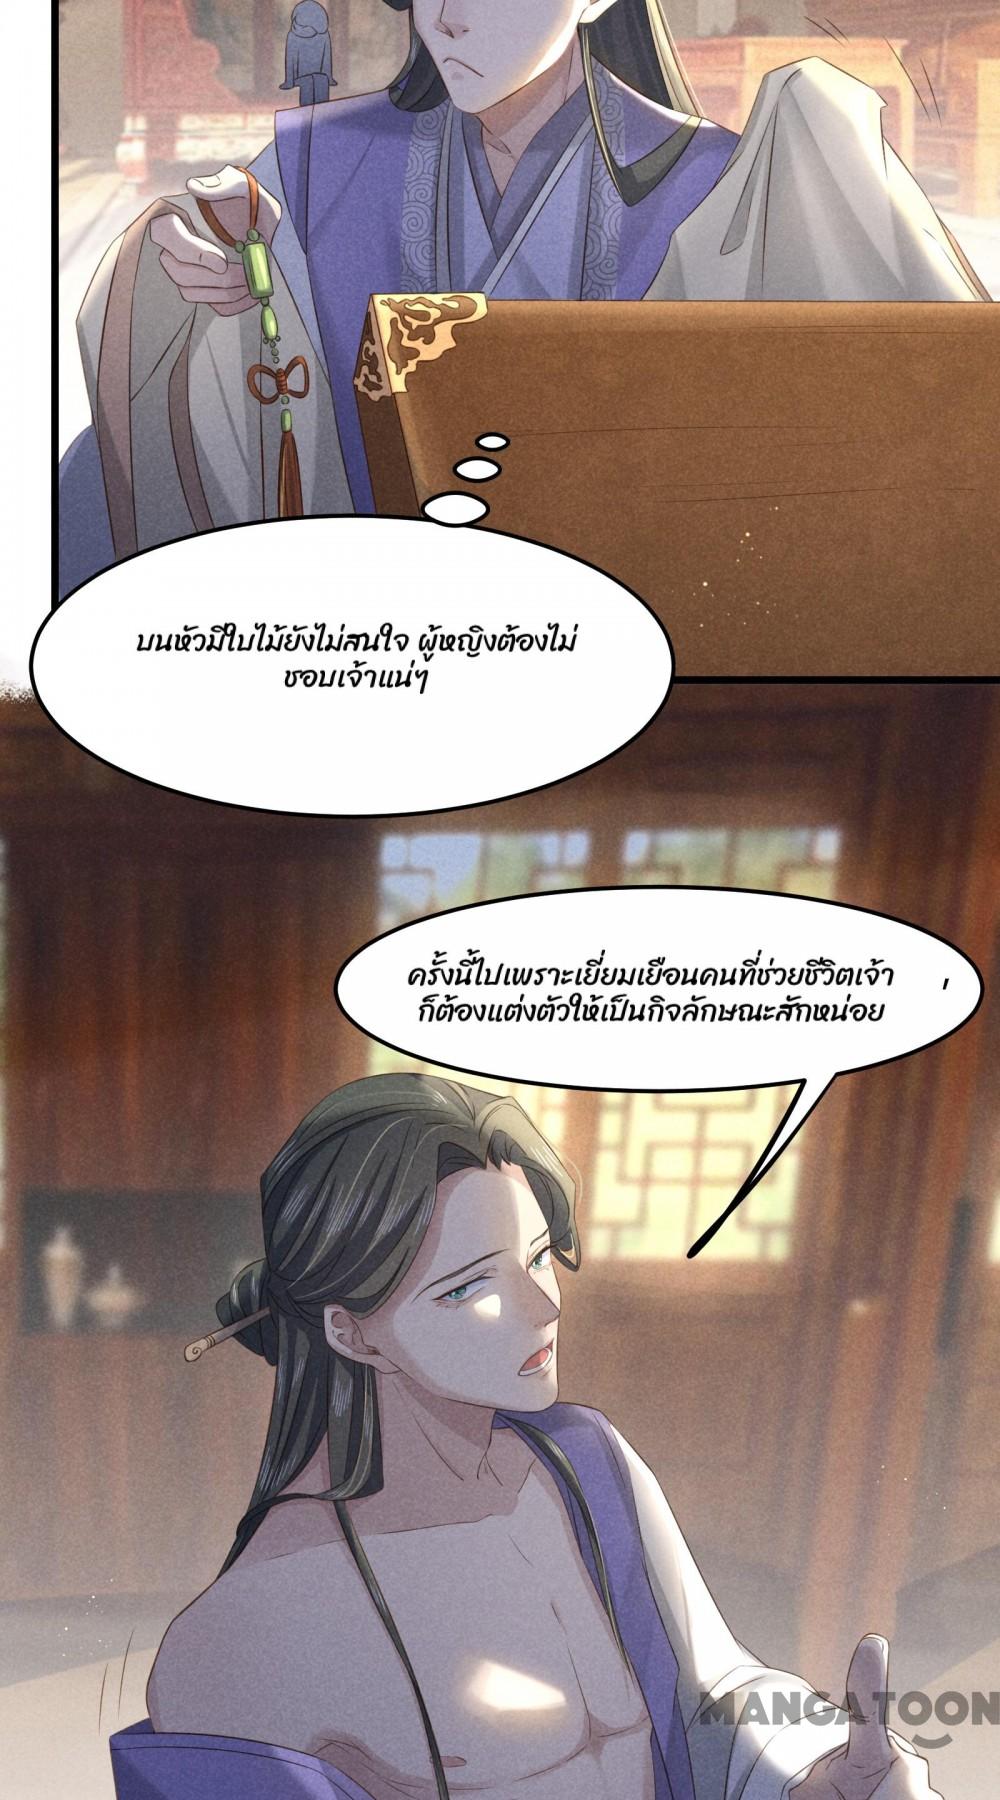 บนหัวมีใบไม้ยังไม่สนใจ ผู้หญิงต้องไม่
ชอบเจ้าแน่ๆ
ครั้งนี้ไปเพราะเยี่ยมเยือนคนที่ช่วยชีวิตเจ้า ,
ก็ต้องแต่งตัวให้เป็นกิจลักษณะสักหน่อย
MANGATOON